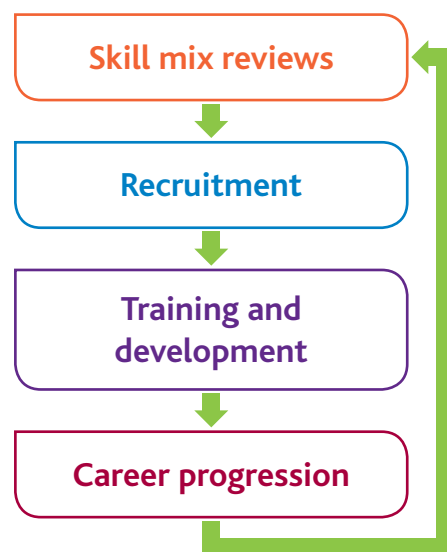 Skill mix reviews
Recruitment
Training and
development
Career progression